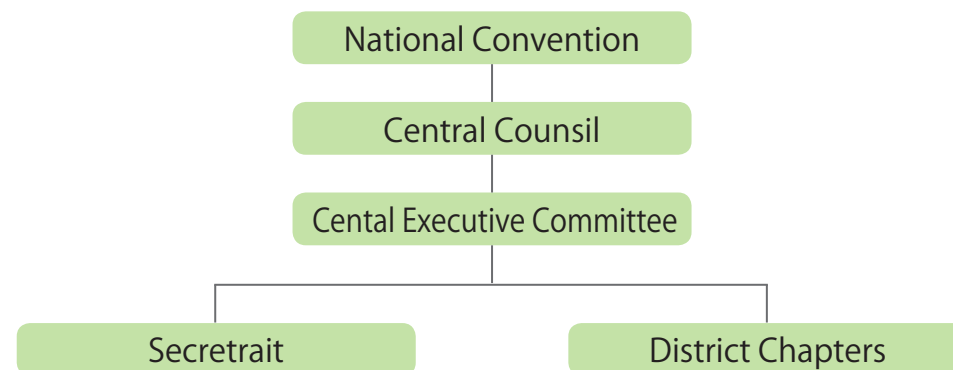 National Convention
Central Counsil
Cental Executive Committee
Secretrait
District Chapters